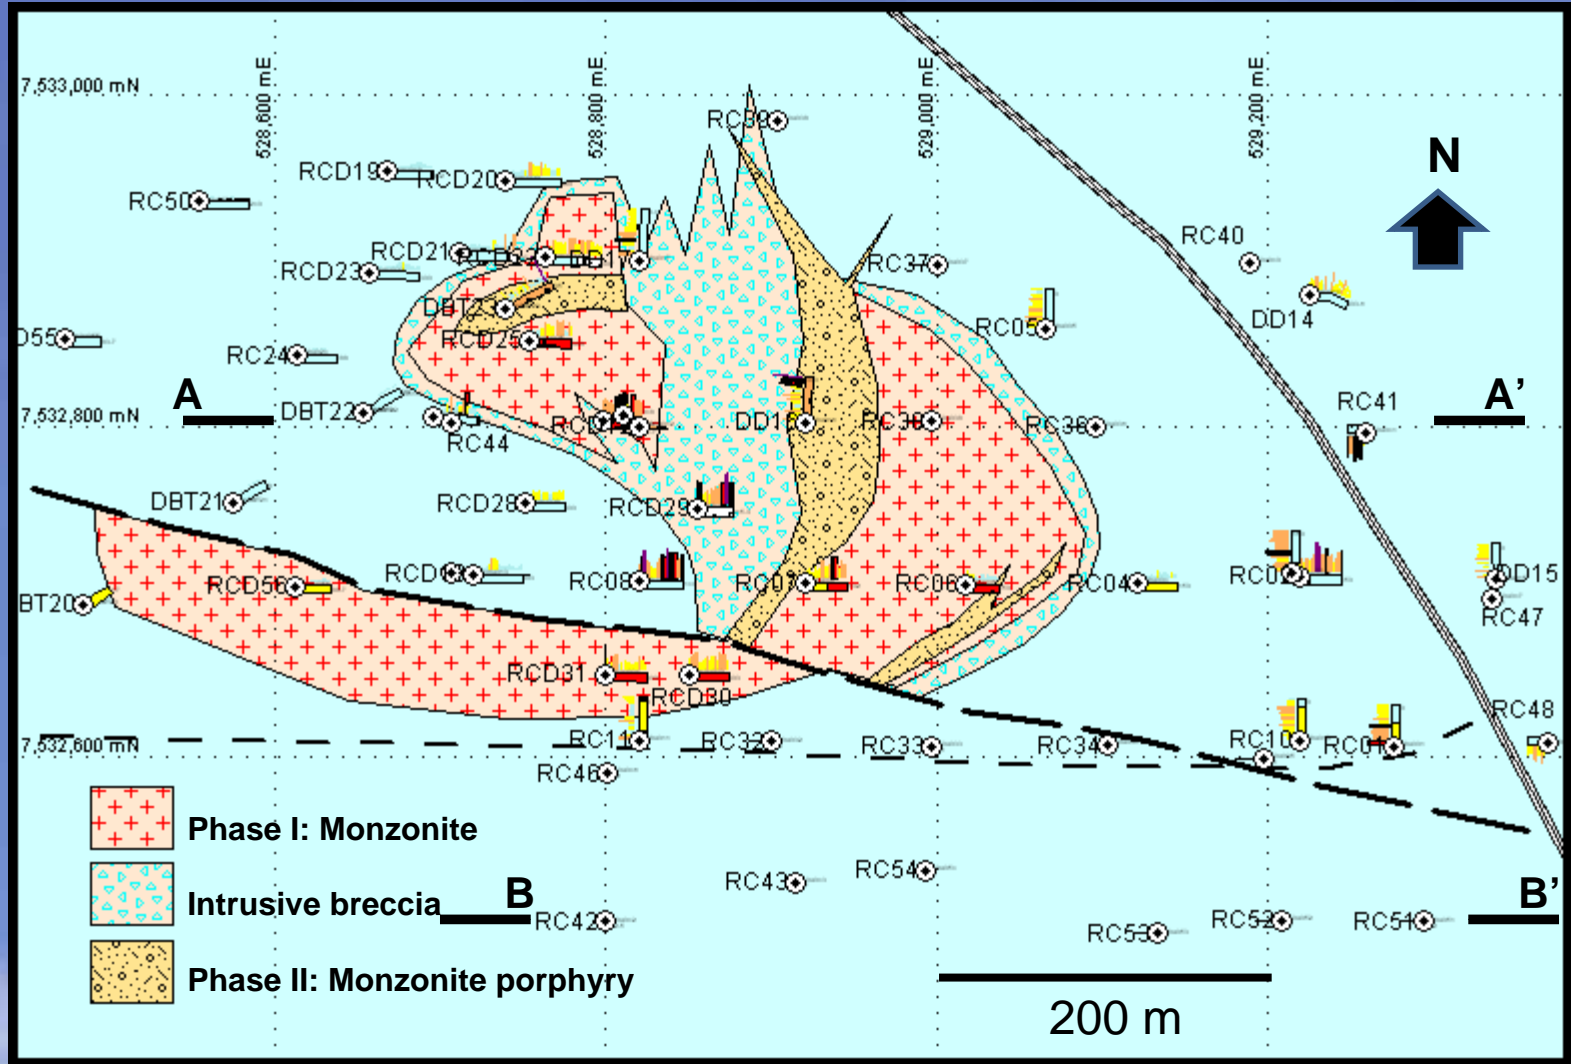 7,533,000 mN
528,600 mE
528,800 mE
529,000 mE
529,200 mE
N
RC39
RCD19
RCD20
RC50
RC40
RCD21
RCD23
RC37
DD14
DBT23
RC05
RCD25
D55
RC24
A
A’
DBT22
RC41
7,532,800 mN
RC44
DD16
RC38
DBT21
RCD28
RCD29
RCD56
RC08
RC07
RC06
RC04
DD15
BT20
RC47
RCD31
RCD30
RC48
7,532,600 mN
RC11
RC32
RC33
RC34
RC10
RC01
RC46
Phase I: Monzonite
RC54
RC43
Intrusive breccia
B
B’
RC42
RC53
RC52
RC51
Phase II: Monzonite porphyry
200 m